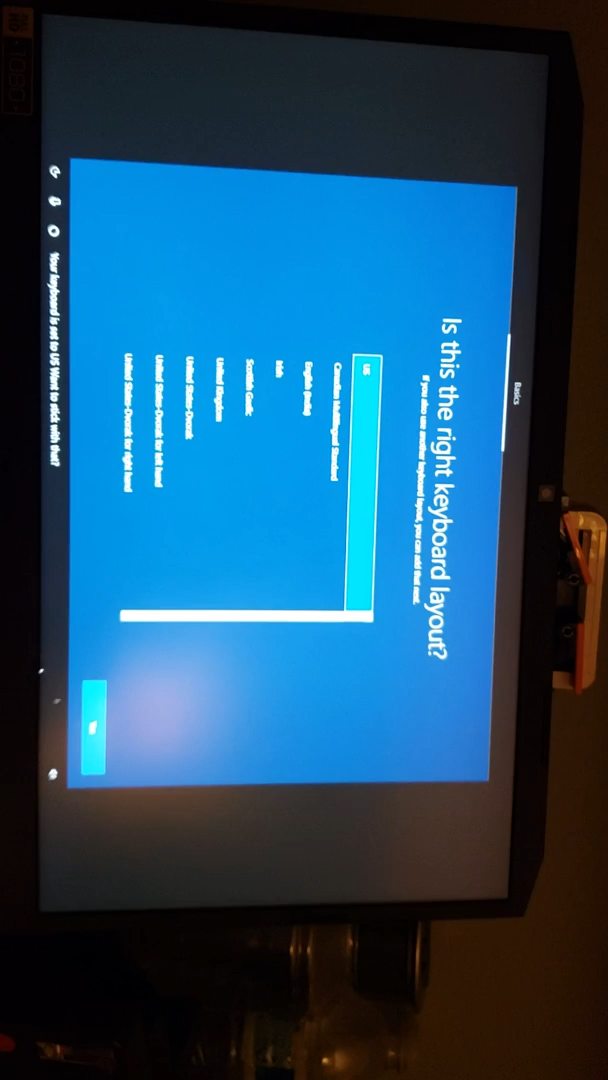 Basics
Is this the right keyboard layout?
If you also use another keyboard layout, you can add that next.
US
Canadian Multilingual Standard
English (India)
Irish
Scottish Gaelic
United Kingdom
United States-Dvorak
United States-Dvorak for left hand
United States-Dvorak for right hand
Yes
Your keyboard is set to US Want to stick with that?
HD